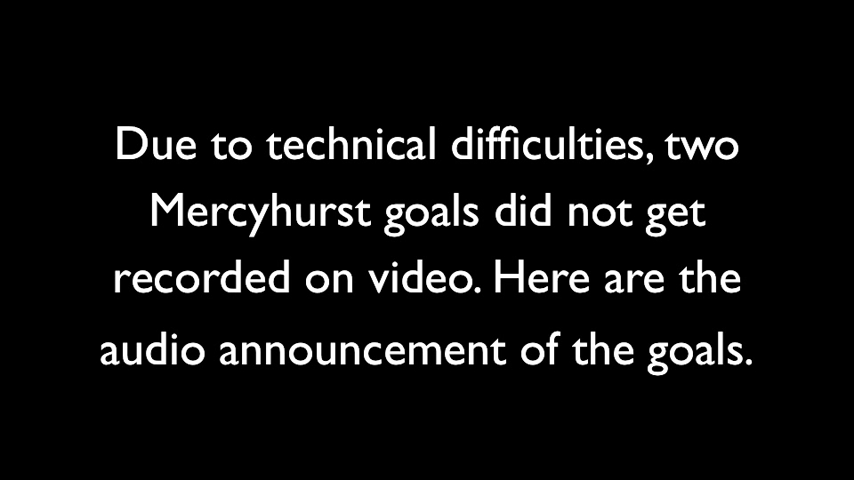 Due to technical difficulties, two
Mercyhurst goals did not get
recorded on video. Here are the
audio announcement of the goals.